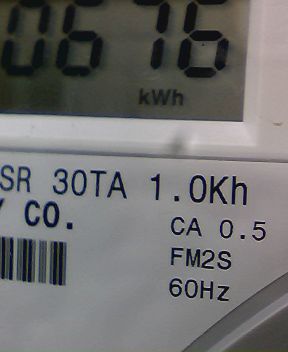 0676
kWh
SR 30TA 1.0Kh
Y CO.
CA 0.5
FM2S
60Hz